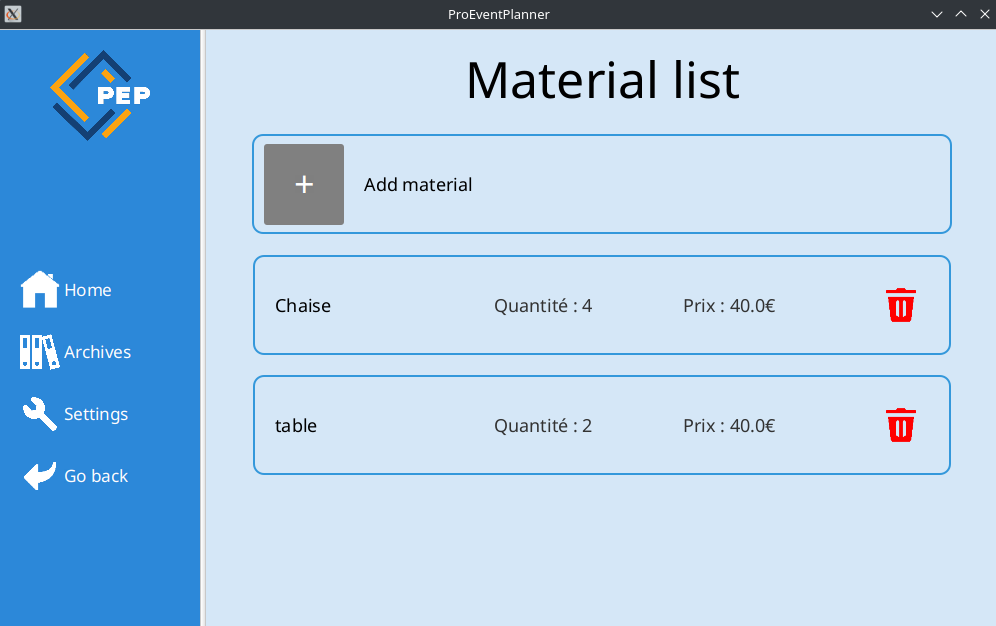 ProEventPlanner
PEP
Home
Archives
Settings
Go back
Material list
+ Add material
Chaise Quantité : 4 Prix : 40.0€
table Quantité : 2 Prix : 40.0€